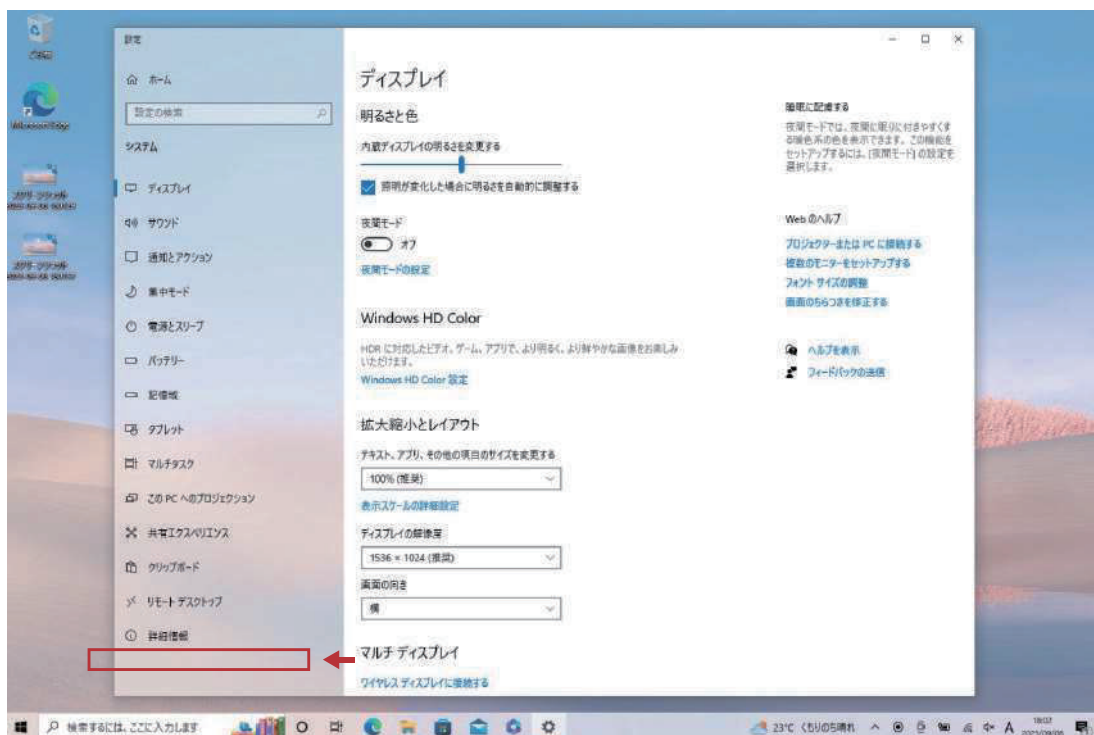 設定
ホーム
設定の検索
システム
ディスプレイ
サウンド
通知とアクション
集中モード
電源とスリープ
バッテリー
記憶域
タブレット
マルチタスク
この PC へのプロジェクション
共有エクスペリエンス
クリップボード
リモート デスクトップ
詳細情報
ディスプレイ
明るさと色
内蔵ディスプレイの明るさを変更する
照明が変化した場合に明るさを自動的に調整する
夜間モード
オフ
夜間モードの設定
Windows HD Color
HDR に対応したビデオ、ゲーム、アプリで、より明るく、より鮮やかな画像をお楽しみ
いただけます。
Windows HD Color 設定
拡大縮小とレイアウト
テキスト、アプリ、その他の項目のサイズを変更する
100% (推奨)
表示スケールの詳細設定
ディスプレイの解像度
1536 × 1024 (推奨)
画面の向き
横
マルチ ディスプレイ
ワイヤレス ディスプレイに接続する
睡眠に配慮する
夜間モードでは、夜間に眠りに付きやすくす
る暖色系の色を表示できます。この機能を
セットアップするには、[夜間モード] の設定を
選択します。
Web のヘルプ
プロジェクターまたは PC に接続する
複数のモニターをセットアップする
フォント サイズの調整
画面のちらつきを修正する
ヘルプを表示
フィードバックの送信
ごみ箱
Microsoft Edge
検索するには、ここに入力します
23°C くもりのち晴れ
A
18:02